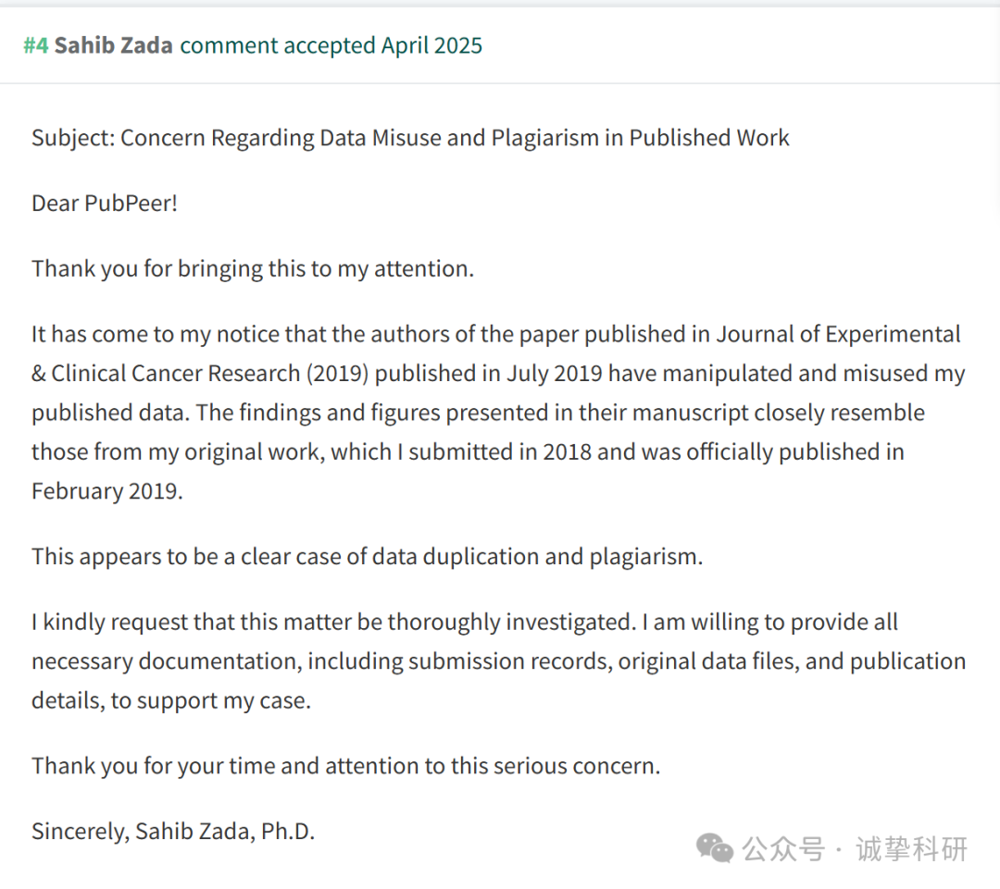 #4 Sahib Zada comment accepted April 2025
Subject: Concern Regarding Data Misuse and Plagiarism in Published Work
Dear PubPeer!
Thank you for bringing this to my attention.
It has come to my notice that the authors of the paper published in Journal of Experimental
& Clinical Cancer Research (2019) published in July 2019 have manipulated and misused my
published data. The findings and figures presented in their manuscript closely resemble
those from my original work, which I submitted in 2018 and was officially published in
February 2019.
This appears to be a clear case of data duplication and plagiarism.
I kindly request that this matter be thoroughly investigated. I am willing to provide all
necessary documentation, including submission records, original data files, and publication
details, to support my case.
Thank you for your time and attention to this serious concern.
Sincerely, Sahib Zada, Ph.D.
公众号 · 诚挚科研